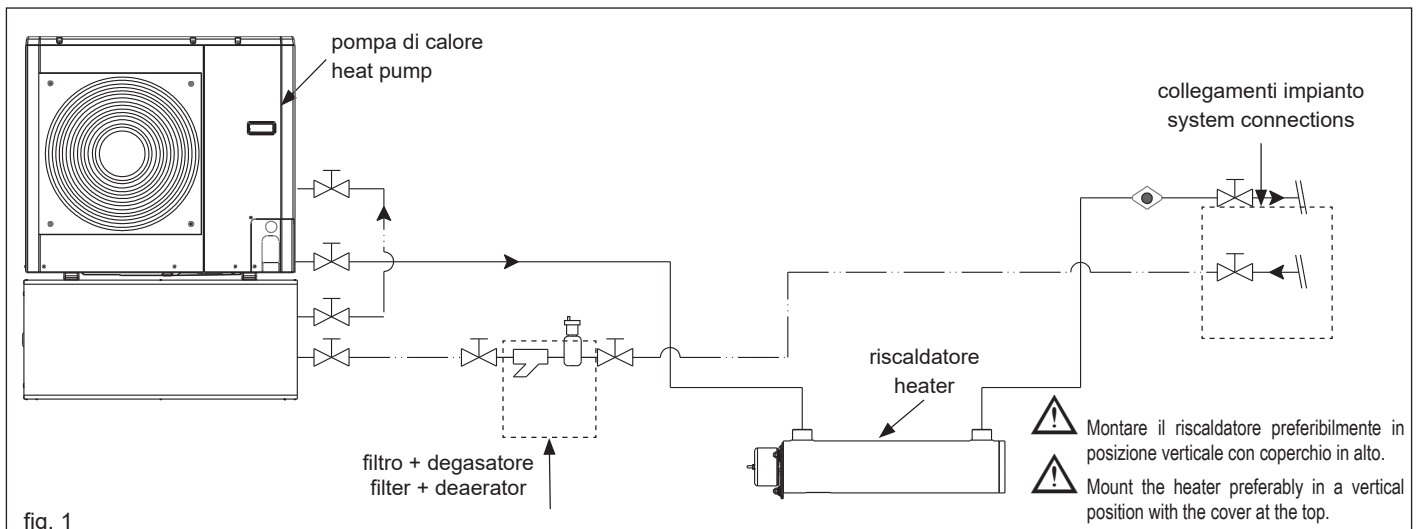 pompa di calore
heat pump
collegamenti impianto
system connections
riscaldatore
heater
filtro + degasatore
filter + deaerator
Montare il riscaldatore preferibilmente in
posizione verticale con coperchio in alto.
Mount the heater preferably in a vertical
position with the cover at the top.
fig. 1